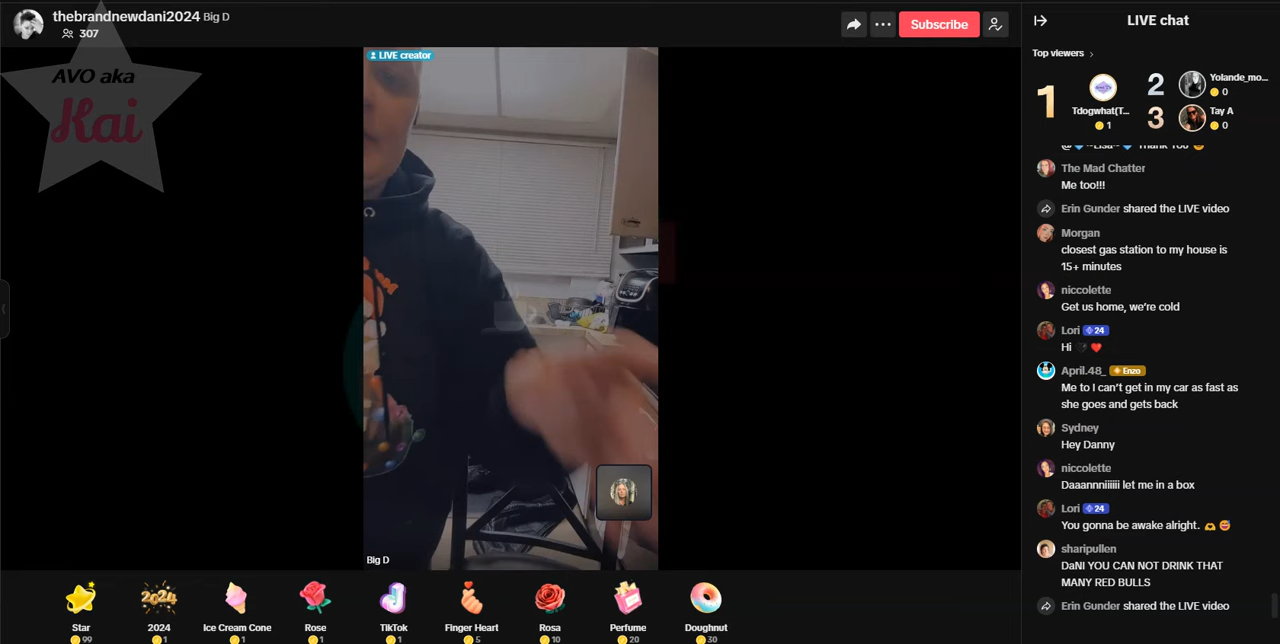 thebrandnewdani2024 Big D
307
Subscribe
AVO aka
Kai
LIVE creator
Big D
LIVE chat
Top viewers
1
Tdogwhat(T...
1
2
Yolande_mo...
0
3
Tay A
0
Thank You
The Mad Chatter
Me too!!!
Erin Gunder shared the LIVE video
Morgan
closest gas station to my house is
15+ minutes
niccolette
Get us home, we're cold
Lori 24
Hi
April.48_ Enzo
Me to I can't get in my car as fast as
she goes and gets back
Sydney
Hey Danny
niccolette
Daaannniiiiii let me in a box
Lori 24
You gonna be awake alright.
sharipullen
DaNI YOU CAN NOT DRINK THAT
MANY RED BULLS
Erin Gunder shared the LIVE video
2024
Star
99
2024
1
Ice Cream Cone
1
Rose
1
TikTok
1
Finger Heart
5
Rosa
10
Perfume
20
Doughnut
30